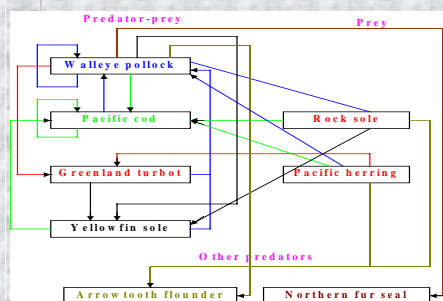 Predator-prey
Prey
Walleye pollock
Pacific cod
Rock sole
Greenland turbot
Pacific herring
Yellowfin sole
Other predators
Arrowtooth flounder
Northern fur seal